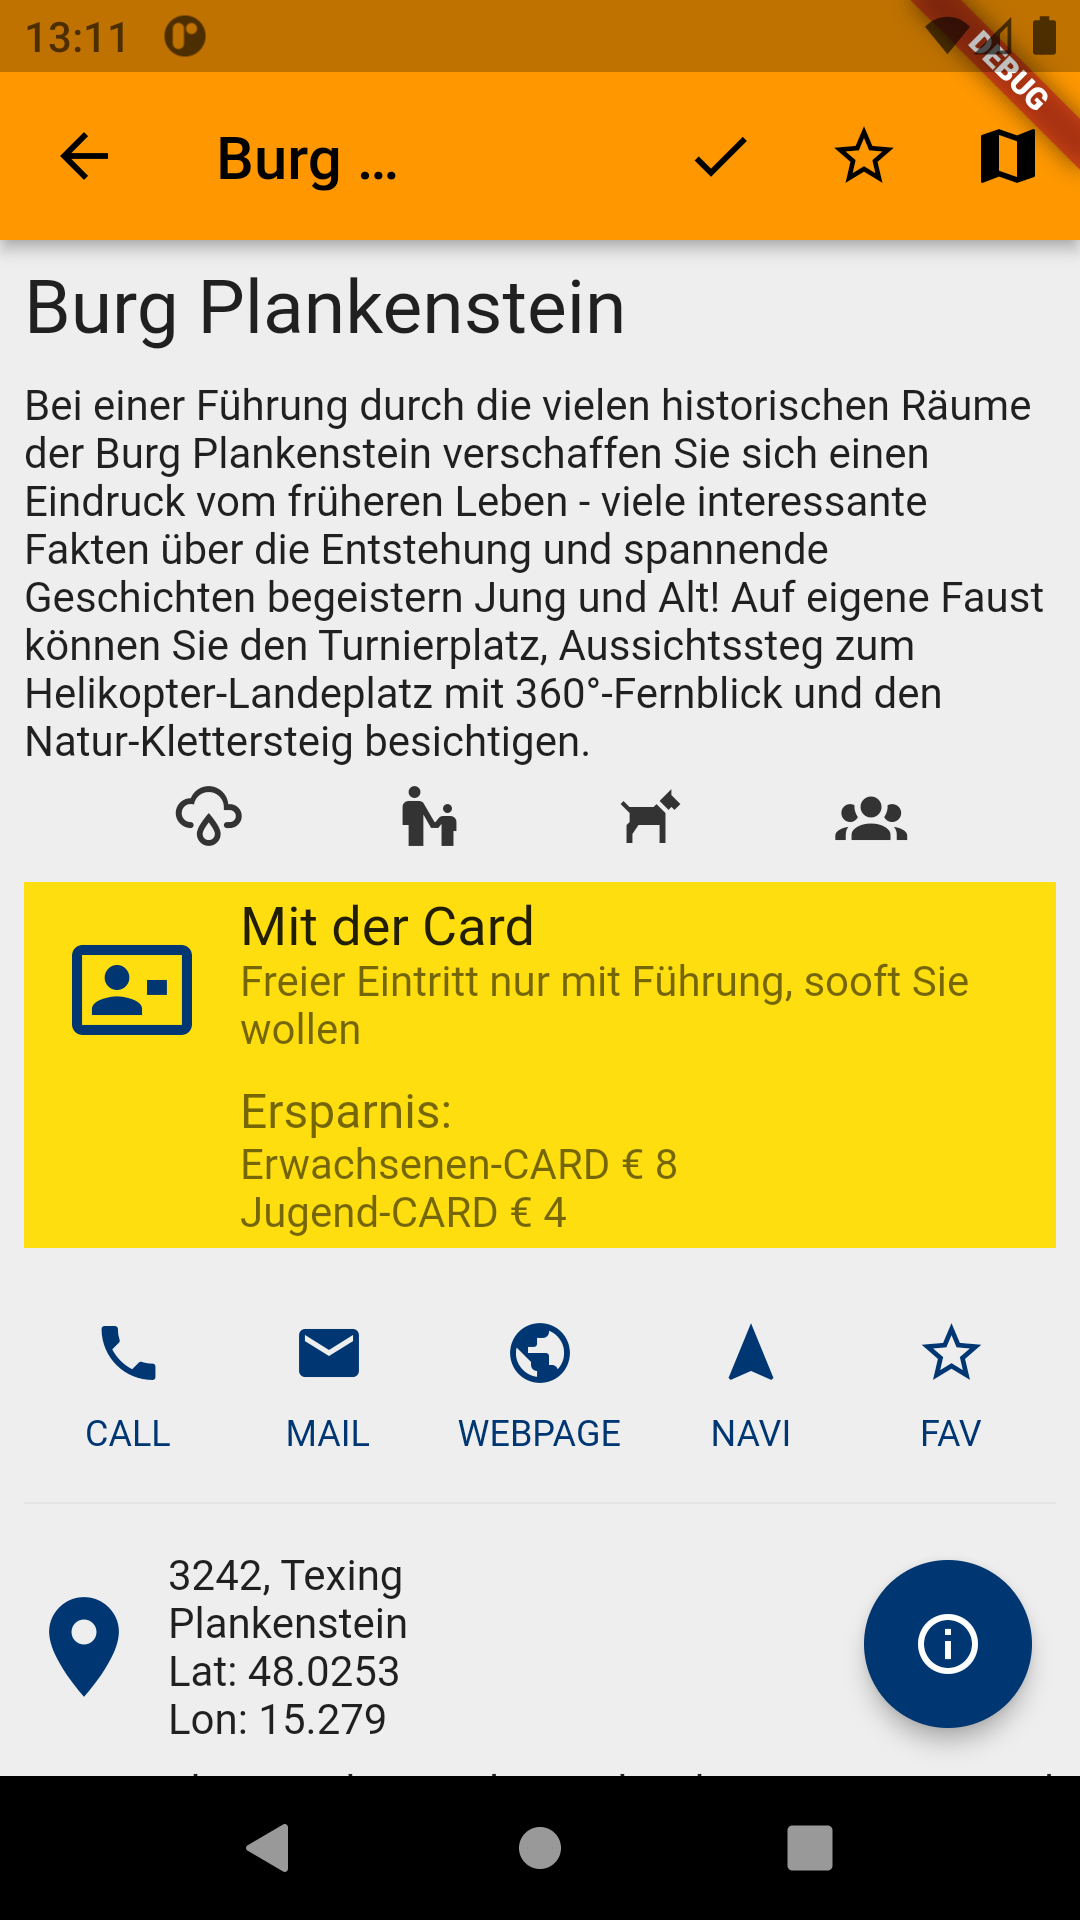 13:11
DEBUG
Burg ...
Burg Plankenstein
Bei einer Führung durch die vielen historischen Räume
der Burg Plankenstein verschaffen Sie sich einen
Eindruck vom früheren Leben - viele interessante
Fakten über die Entstehung und spannende
Geschichten begeistern Jung und Alt! Auf eigene Faust
können Sie den Turnierplatz, Aussichtssteg zum
Helikopter-Landeplatz mit 360°-Fernblick und den
Natur-Klettersteig besichtigen.
Mit der Card
Freier Eintritt nur mit Führung, sooft Sie
wollen
Ersparnis:
Erwachsenen-CARD € 8
Jugend-CARD € 4
CALL MAIL WEBPAGE NAVI FAV
3242, Texing
Plankenstein
Lat: 48.0253
Lon: 15.279